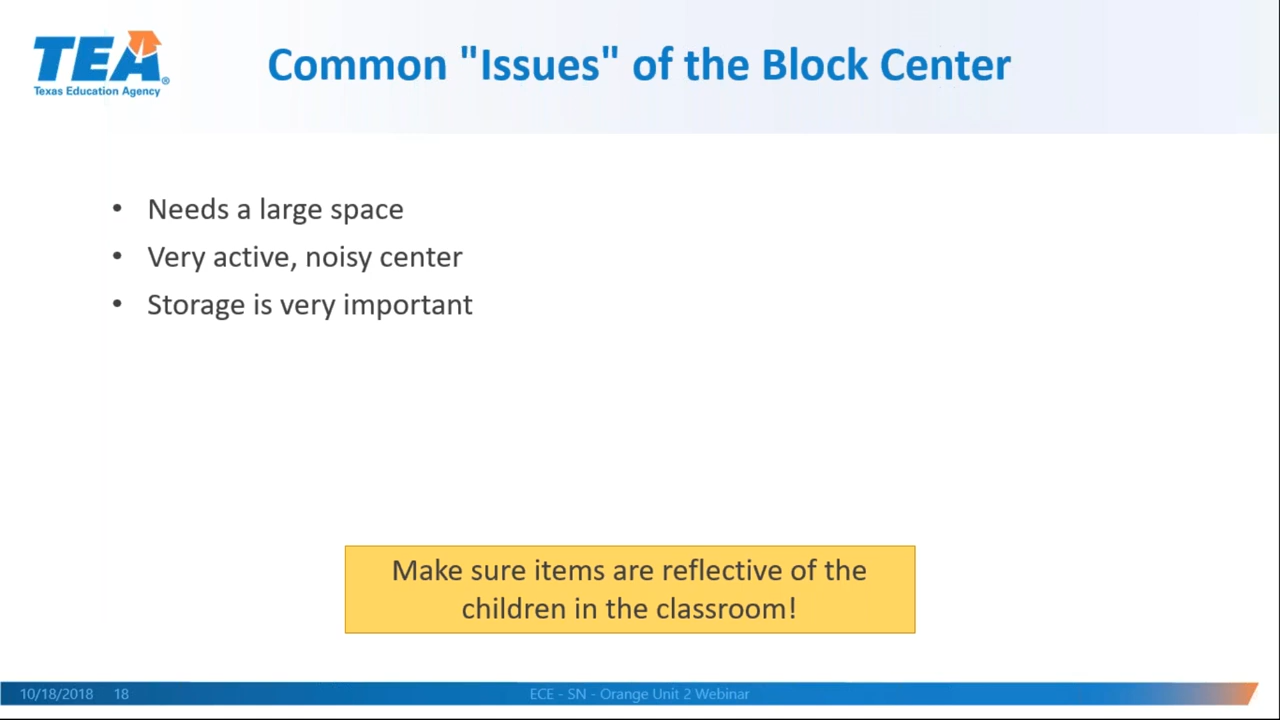 TEA®
Texas Education Agency
Common "Issues" of the Block Center
• Needs a large space
• Very active, noisy center
• Storage is very important
Make sure items are reflective of the
children in the classroom!
10/18/2018 18 ECE - SN - Orange Unit 2 Webinar